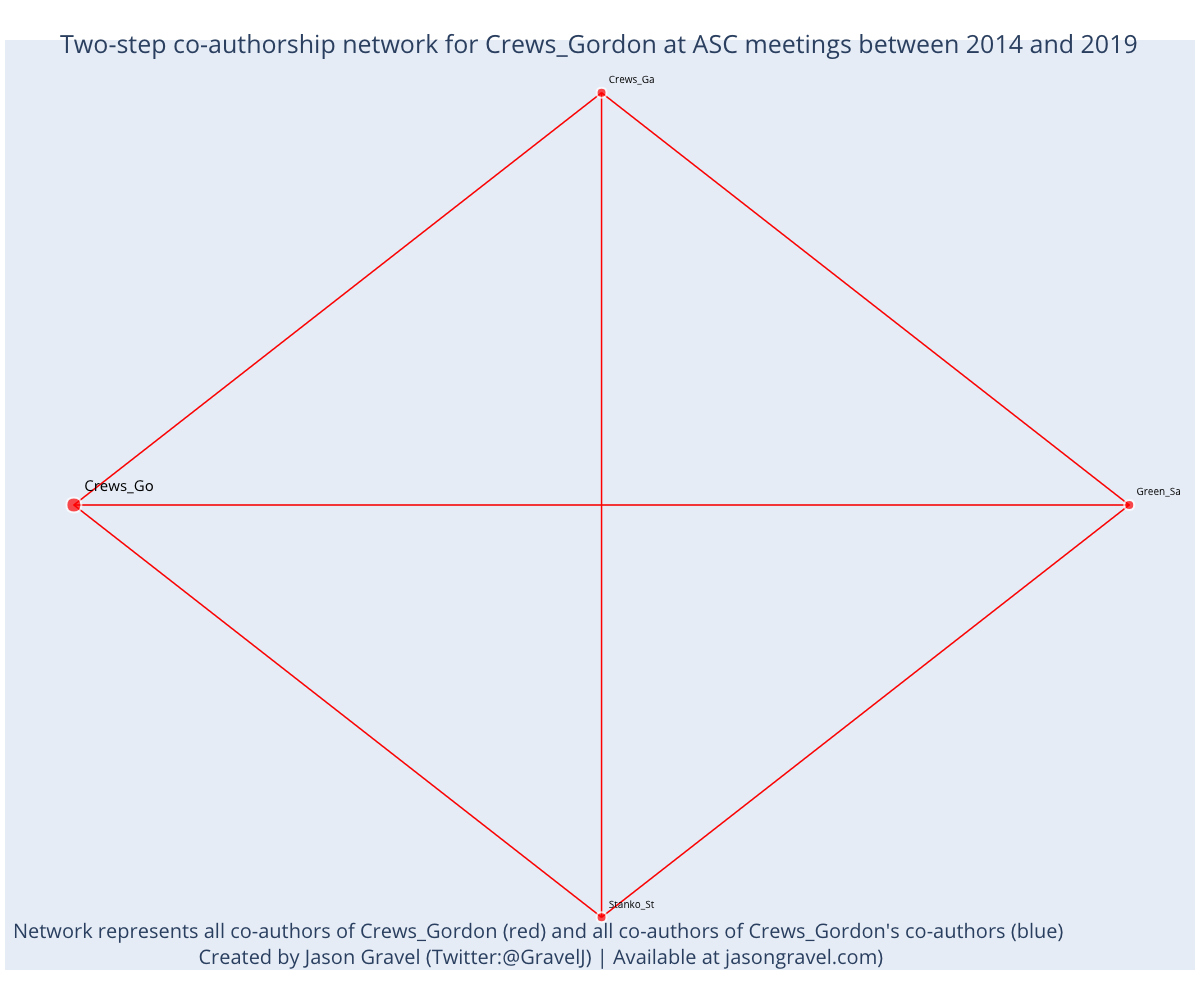 Two-step co-authorship network for Crews_Gordon at ASC meetings between 2014 and 2019
Crews_Ga
Crews_Go
Green_Sa
Stanko_St
Network represents all co-authors of Crews_Gordon (red) and all co-authors of Crews_Gordon's co-authors (blue)
Created by Jason Gravel (Twitter:@GravelJ) | Available at jasongravel.com)